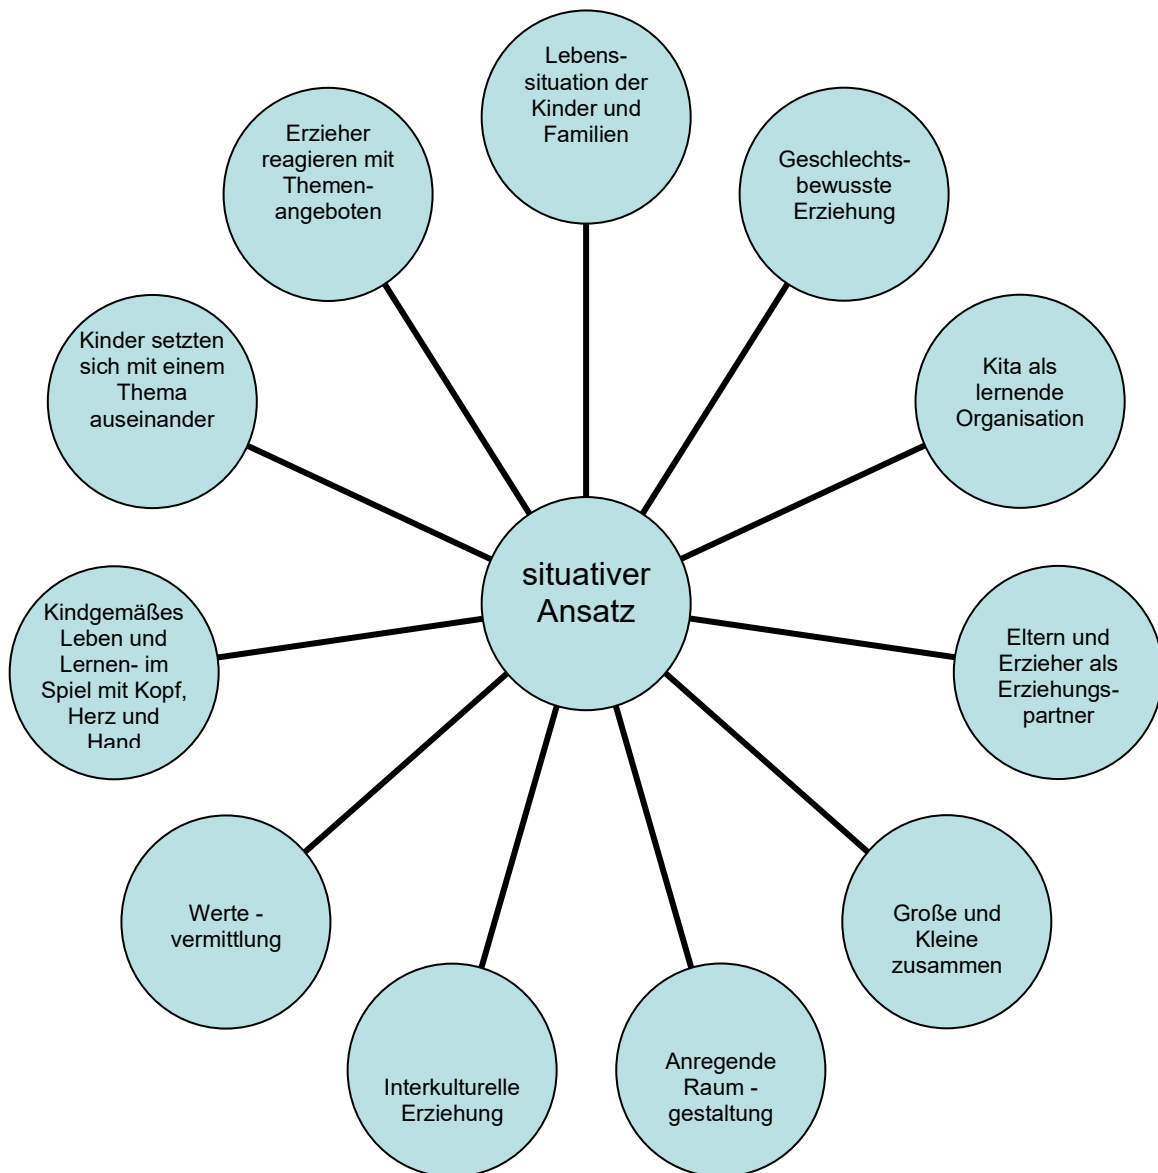 Lebens-
situation der
Kinder und
Familien
Geschlechts-
bewusste
Erziehung
Kita als
lernende
Organisation
Eltern und
Erzieher als
Erziehungs-
partner
Große und
Kleine
zusammen
Anregende
Raum -
gestaltung
Interkulturelle
Erziehung
Werte -
vermittlung
Kindgemäßes
Leben und
Lernen- im
Spiel mit Kopf,
Herz und
Hand
Kinder setzten
sich mit einem
Thema
auseinander
Erzieher
reagieren mit
Themen-
angeboten
situativer
Ansatz